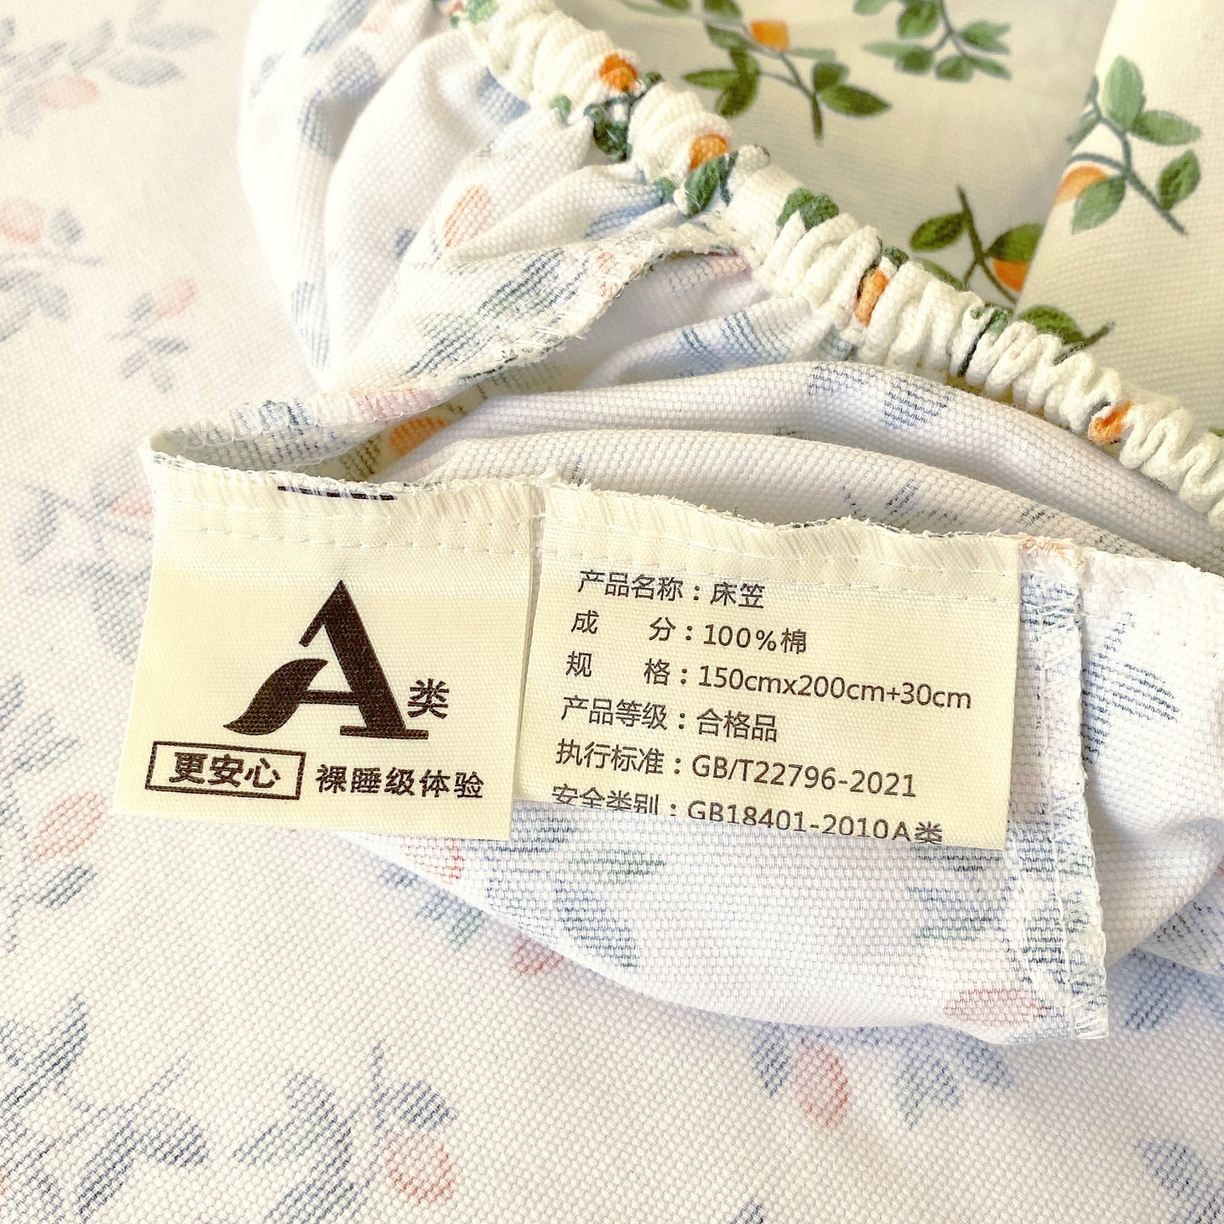 A类
更安心 裸睡级体验
产品名称：床笠
成 分：100%棉
规 格：150cmx200cm+30cm
产品等级：合格品
执行标准：GB/T22796-2021
安全类别：GB18401-2010A类